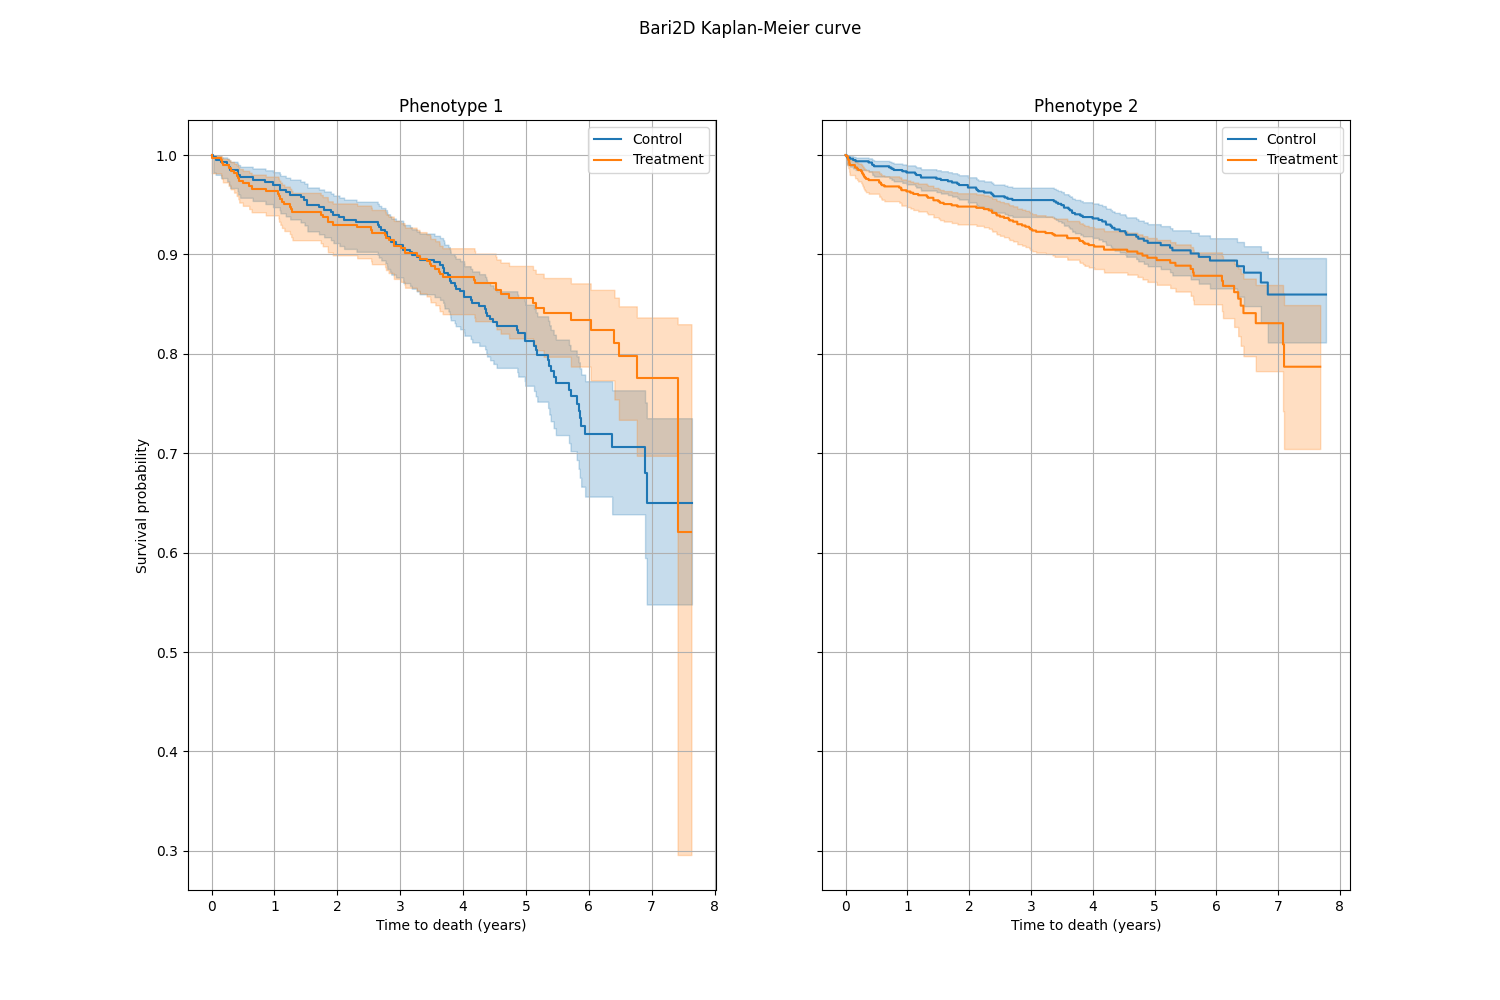 Bari2D Kaplan-Meier curve
Phenotype 1
Control
Treatment
1.0
0.9
0.8
0.7
0.6
0.5
0.4
0.3
Survival probability
0 1 2 3 4 5 6 7 8
Time to death (years)
Phenotype 2
Control
Treatment
0 1 2 3 4 5 6 7 8
Time to death (years)